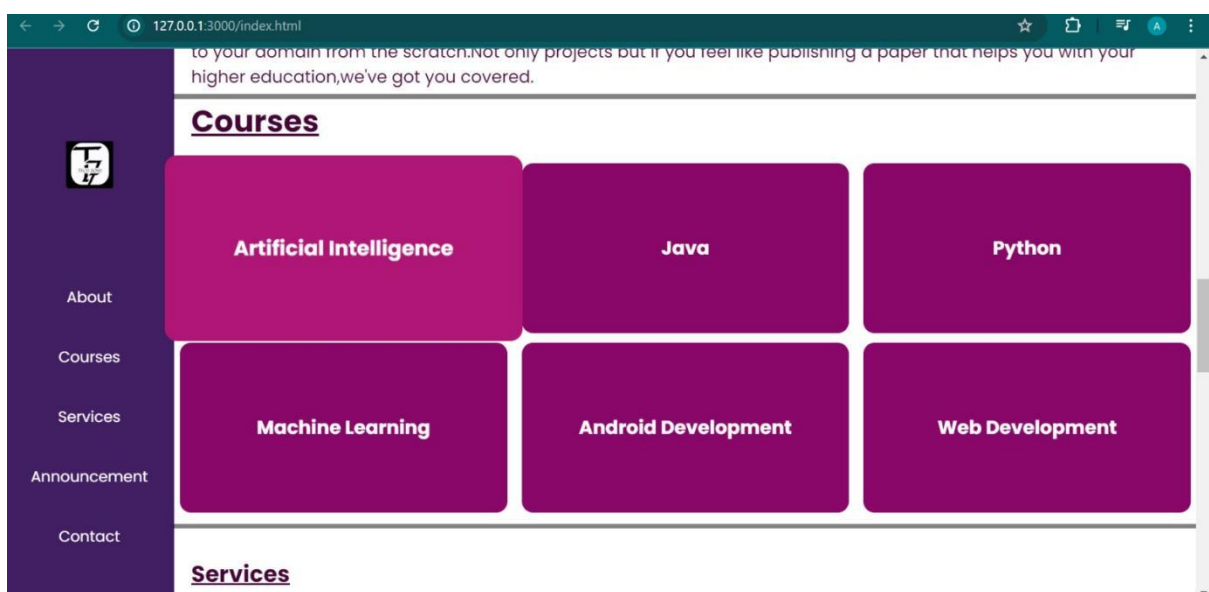 127.0.0.1:3000/index.html
A
to your domain from the scratch.Not only projects but if you feel like publishing a paper that helps you with your
higher education,we've got you covered.
Courses
Artificial Intelligence
Java
Python
Machine Learning
Android Development
Web Development
About
Courses
Services
Announcement
Contact
Services